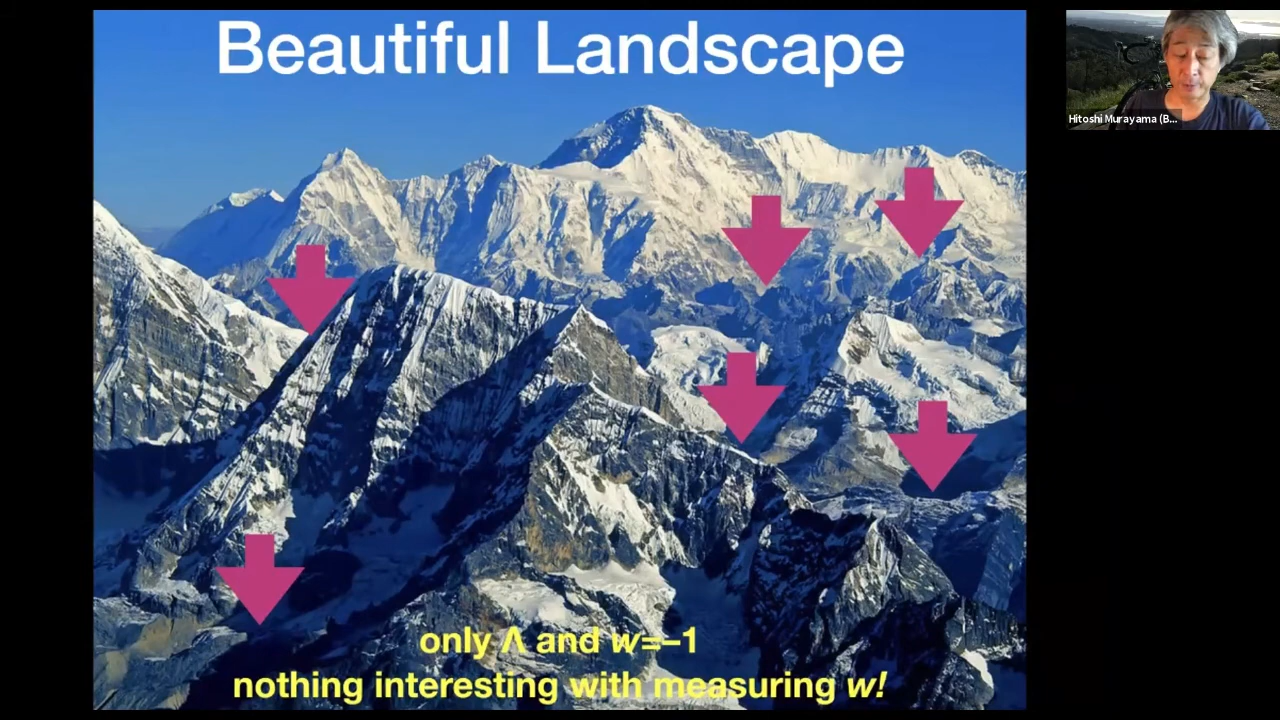 Beautiful Landscape
Hitoshi Murayama (B...
only Λ and w=−1
nothing interesting with measuring w!